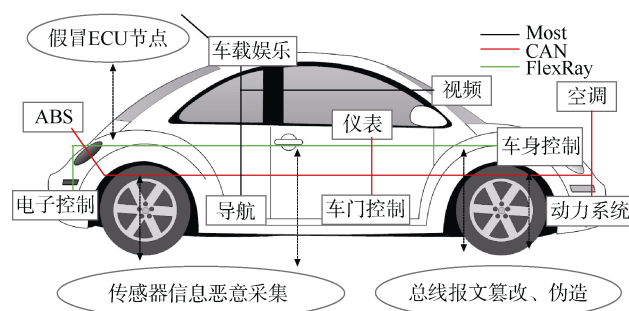 假冒ECU节点
车载娱乐
Most
CAN
FlexRay
视频
空调
ABS
仪表
车身控制
电子控制
导航
车门控制
动力系统
传感器信息恶意采集
总线报文篡改、伪造